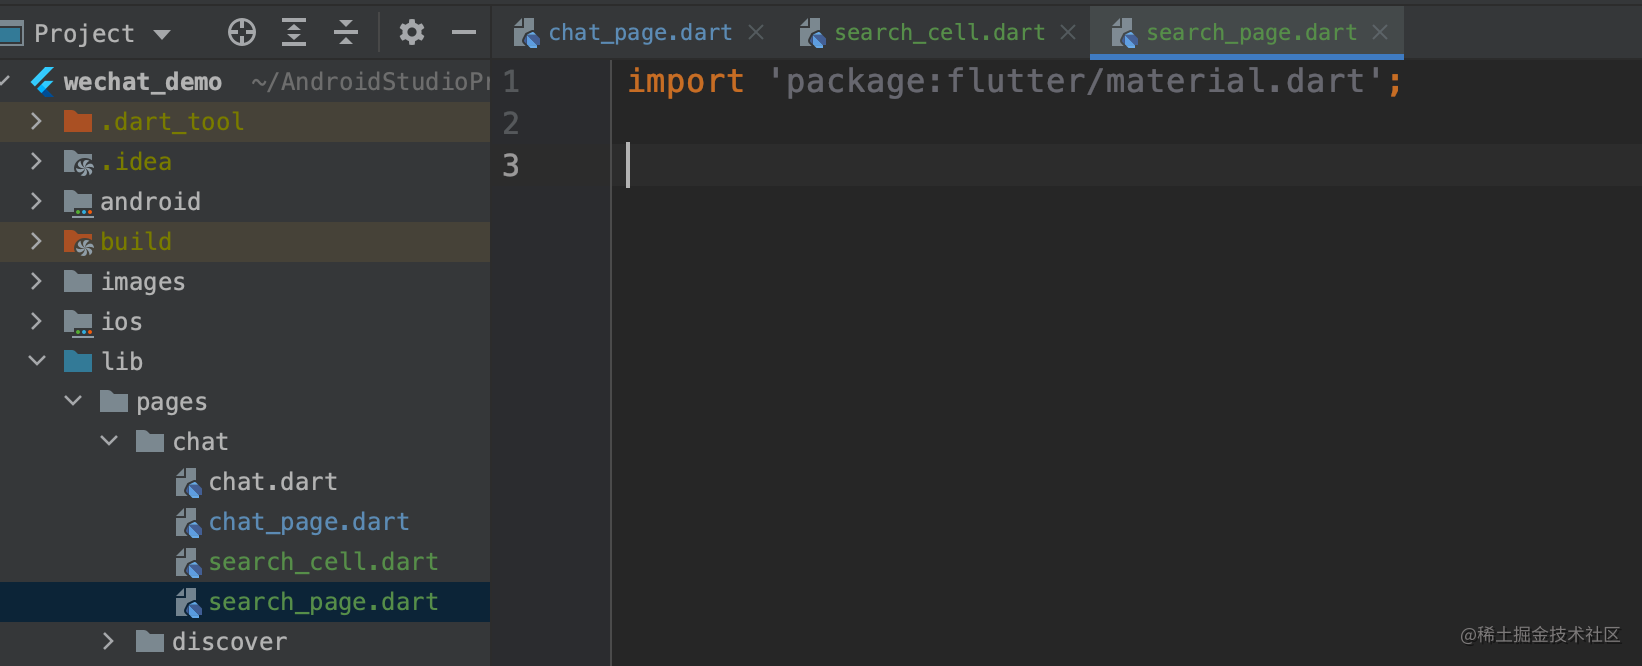 Project
chat_page.dart
search_cell.dart
search_page.dart
wechat_demo ~/AndroidStudioPr
.dart_tool
.idea
android
build
images
ios
lib
pages
chat
chat.dart
chat_page.dart
search_cell.dart
search_page.dart
discover
1 import 'package:flutter/material.dart';
2
3
@稀土掘金技术社区